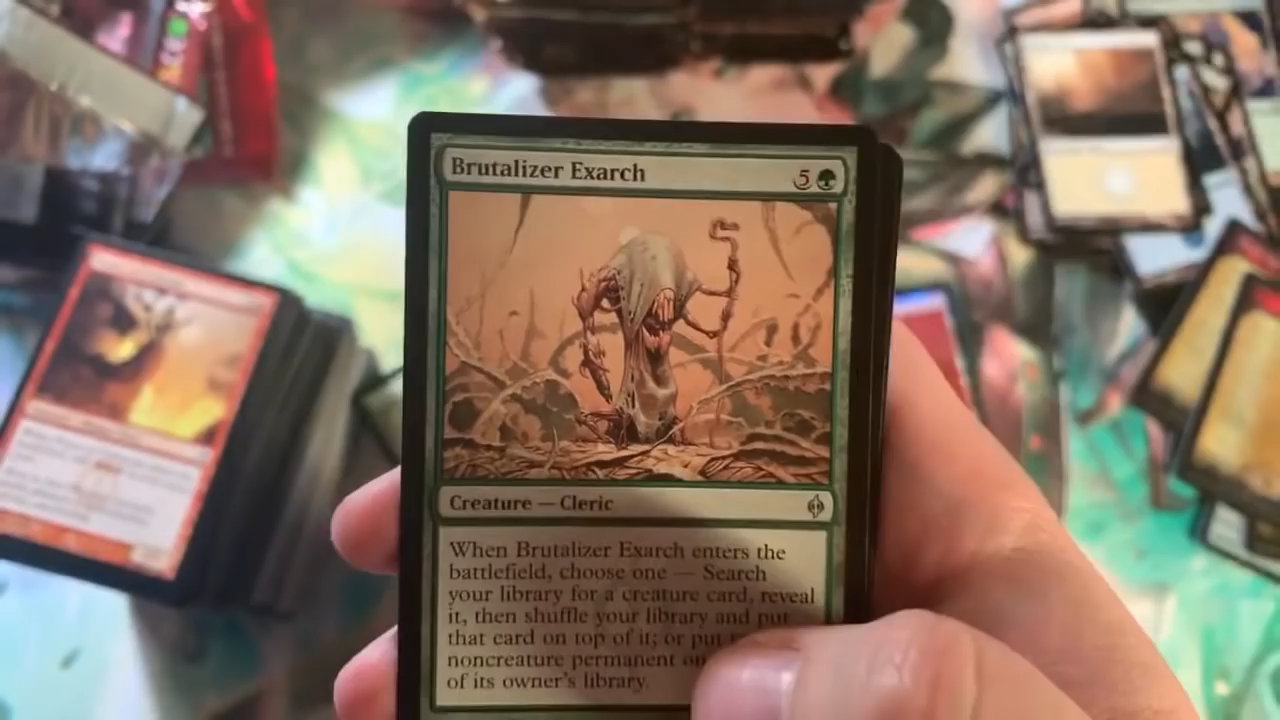 Brutalizer Exarch
5
Creature — Cleric
When Brutalizer Exarch enters the
battlefield, choose one — Search
your library for a creature card, reveal
it, then shuffle your library and put
that card on top of it; or put
noncreature permanent on
of its owner's library.